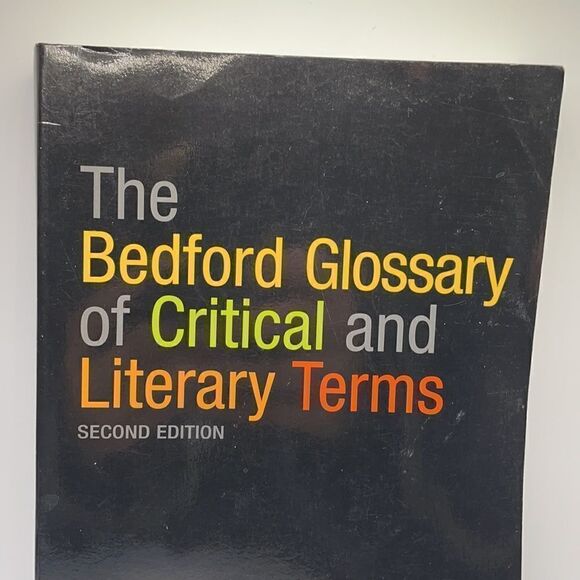 The
Bedford Glossary
of Critical and
Literary Terms
SECOND EDITION